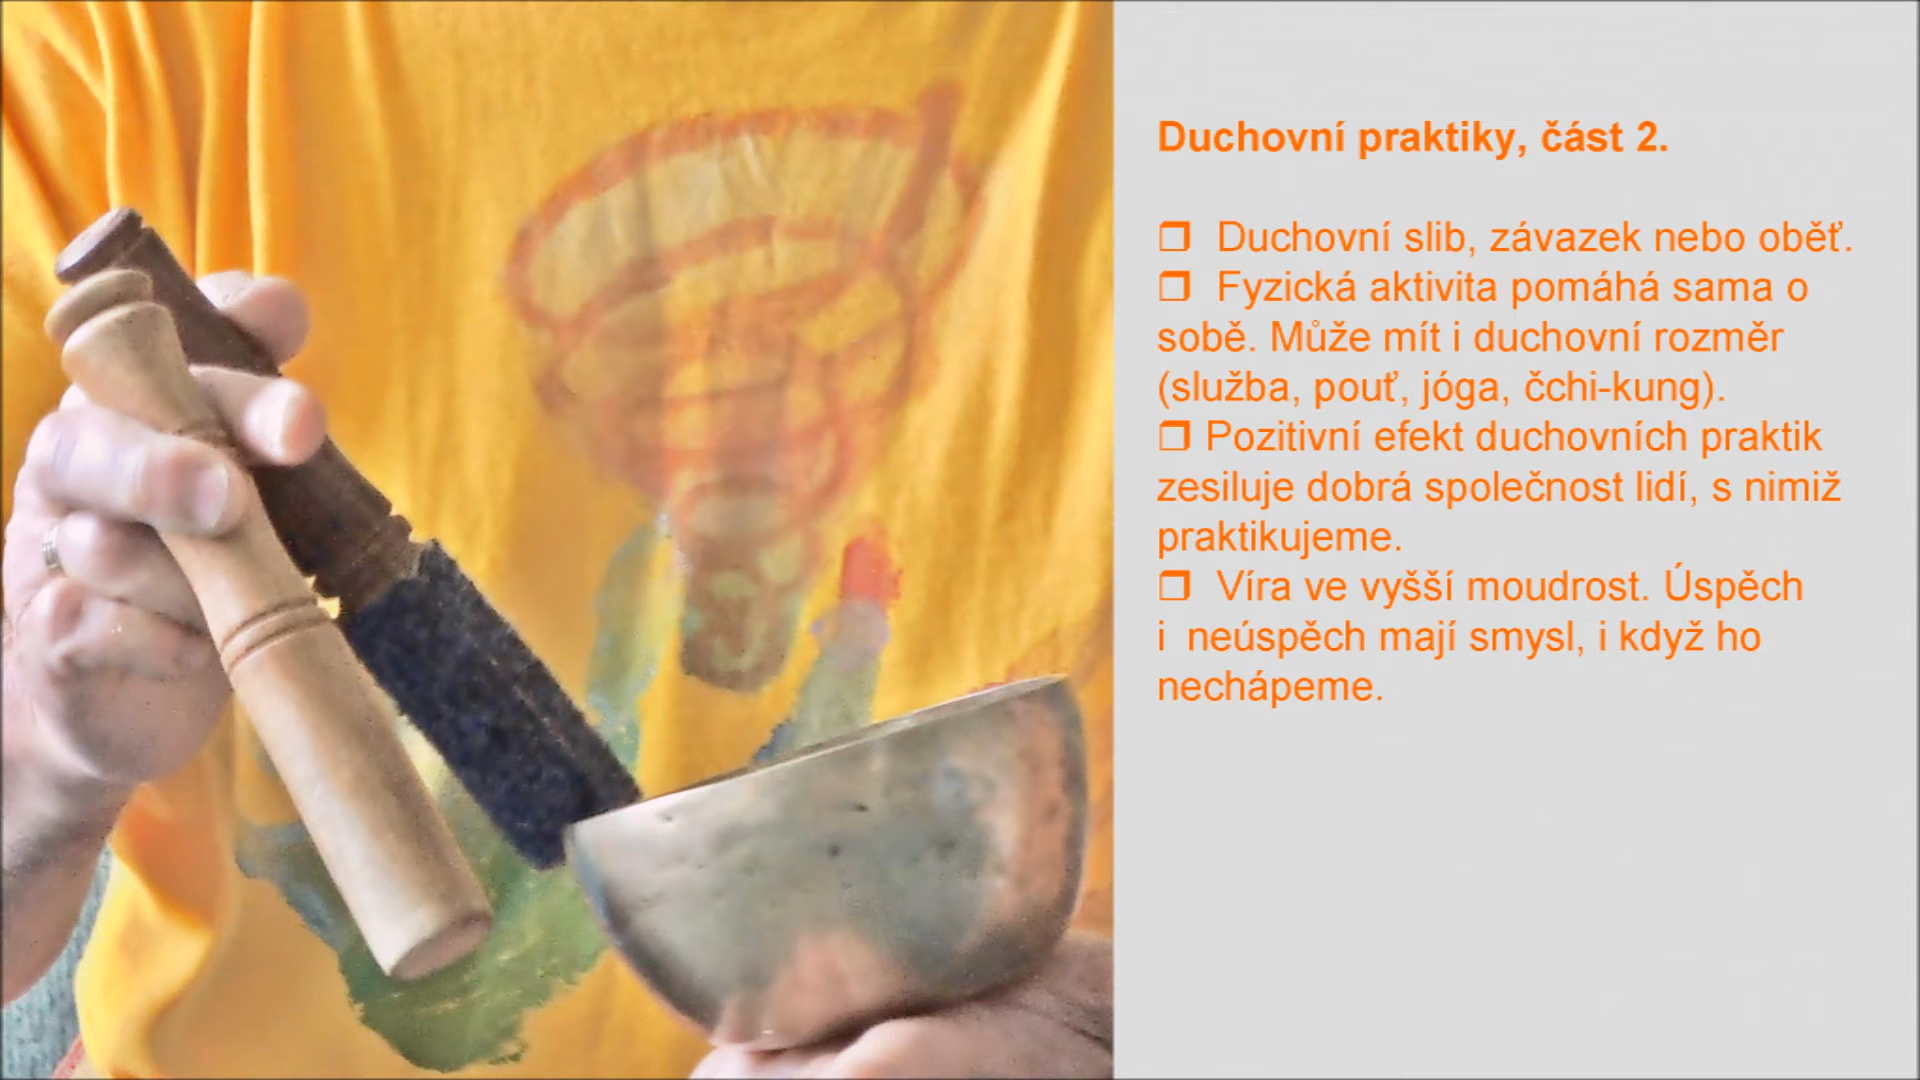 Duchovní praktiky, část 2.
❒ Duchovní slib, závazek nebo oběť.
❒ Fyzická aktivita pomáhá sama o
sobě. Může mít i duchovní rozměr
(služba, pouť, jóga, čchi-kung).
❒ Pozitivní efekt duchovních praktik
zesiluje dobrá společnost lidí, s nimiž
praktikujeme.
❒ Víra ve vyšší moudrost. Úspěch
i neúspěch mají smysl, i když ho
nechápeme.